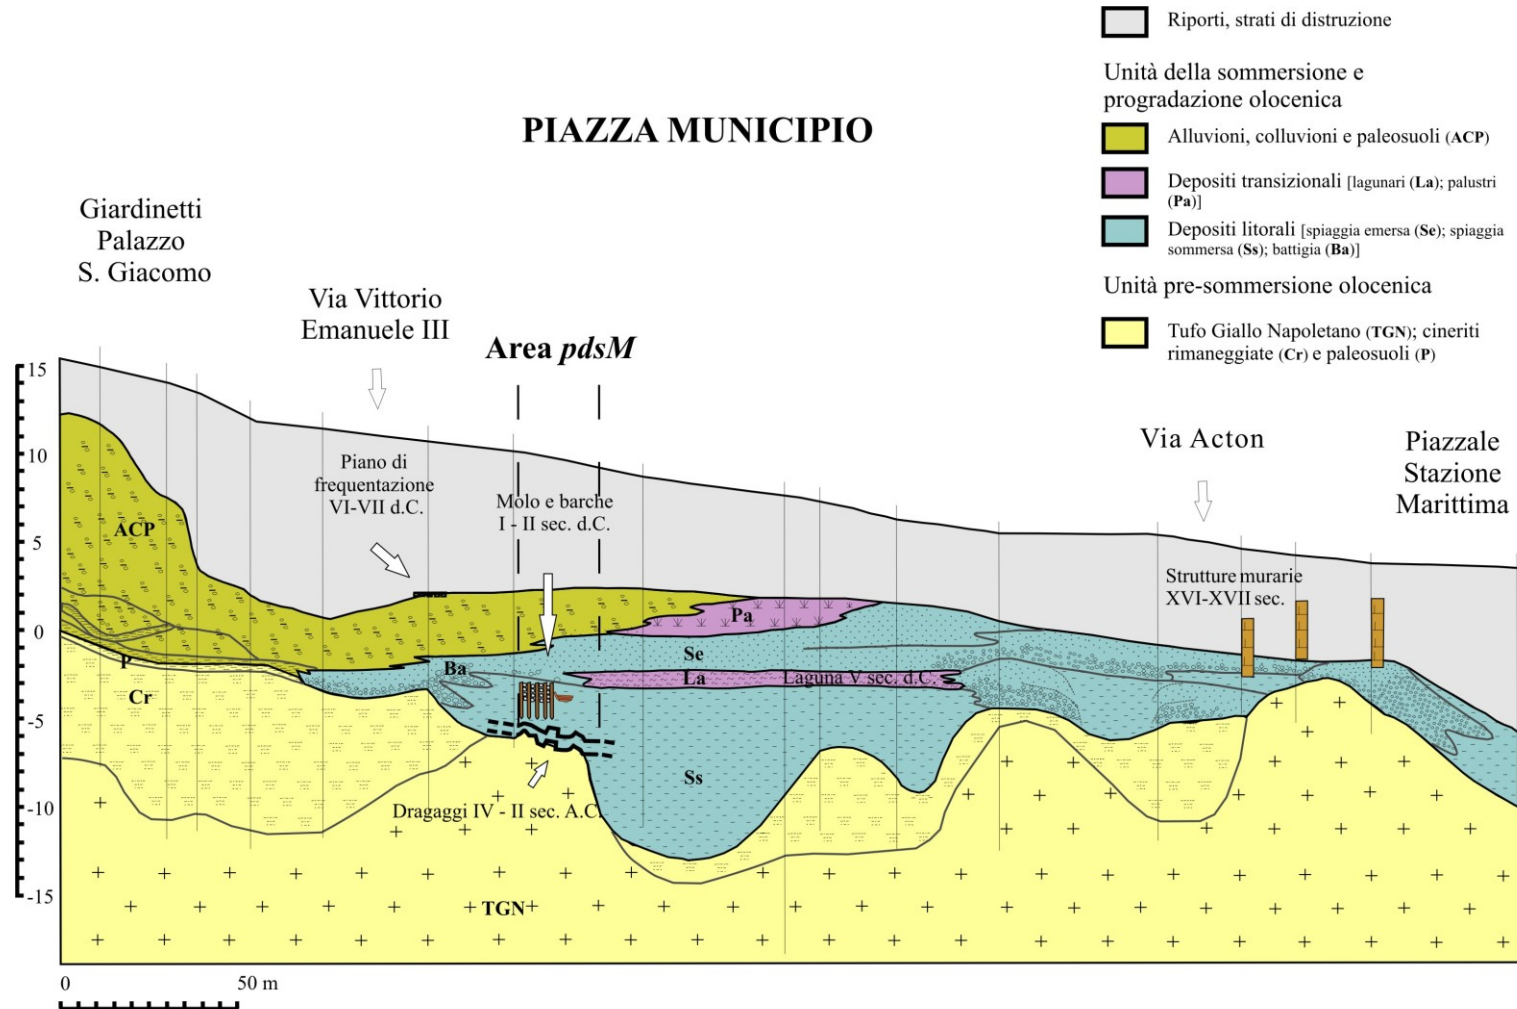 Riporti, strati di distruzione
Unità della sommersione e
progradazione olocenica
Alluvioni, colluvioni e paleosuoli (ACP)
Depositi transizionali [lagunari (La); palustri
(Pa)]
Depositi litorali [spiaggia emersa (Se); spiaggia
sommersa (Ss); battigia (Ba)]
Unità pre-sommersione olocenica
Tufo Giallo Napoletano (TGN); cineriti
rimaneggiate (Cr) e paleosuoli (P)
PIAZZA MUNICIPIO
Giardinetti
Palazzo
S. Giacomo
Via Vittorio
Emanuele III
Area pdsM
Via Acton
Piazzale
Stazione
Marittima
15
10
5
0
-5
-10
-15
Piano di
frequentazione
VI-VII d.C.
Molo e barche
I - II sec. d.C.
Strutture murarie
XVI-XVII sec.
ACP
Pa
Se
Ba
La
Laguna V sec. d.C.
P
Cr
Ss
Dragaggi IV - II sec. A.C.
TGN
0
50 m